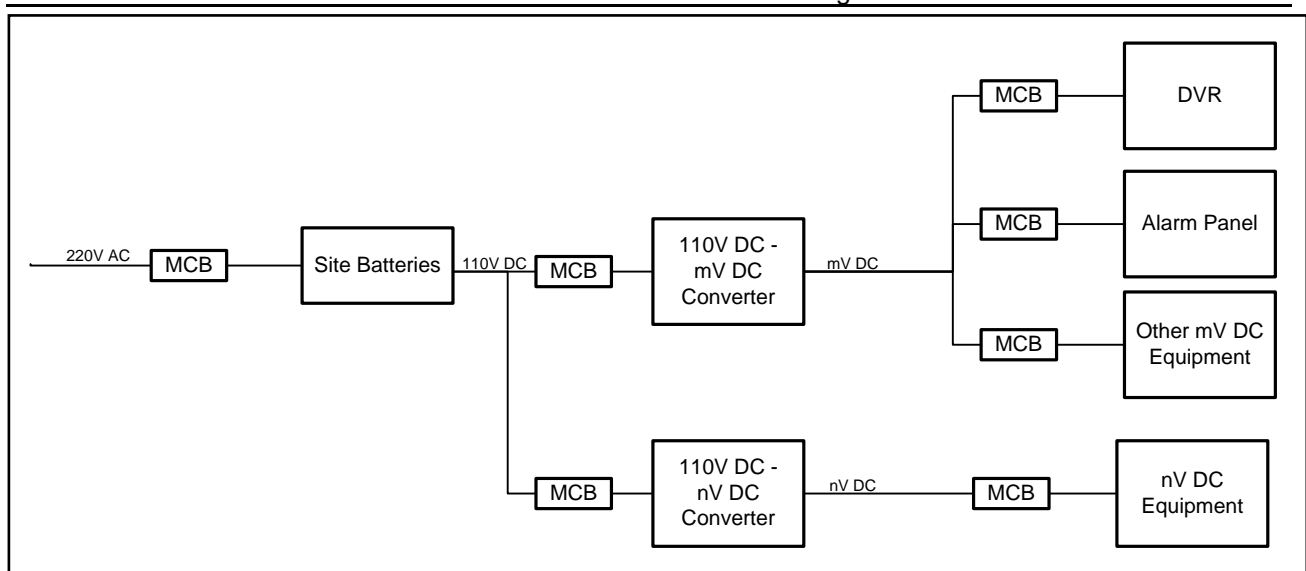 MCB
DVR
MCB
Alarm Panel
220V AC
MCB
Site Batteries
110V DC
MCB
110V DC -
mV DC
Converter
mV DC
MCB
Other mV DC
Equipment
MCB
110V DC -
nV DC
Converter
nV DC
MCB
nV DC
Equipment